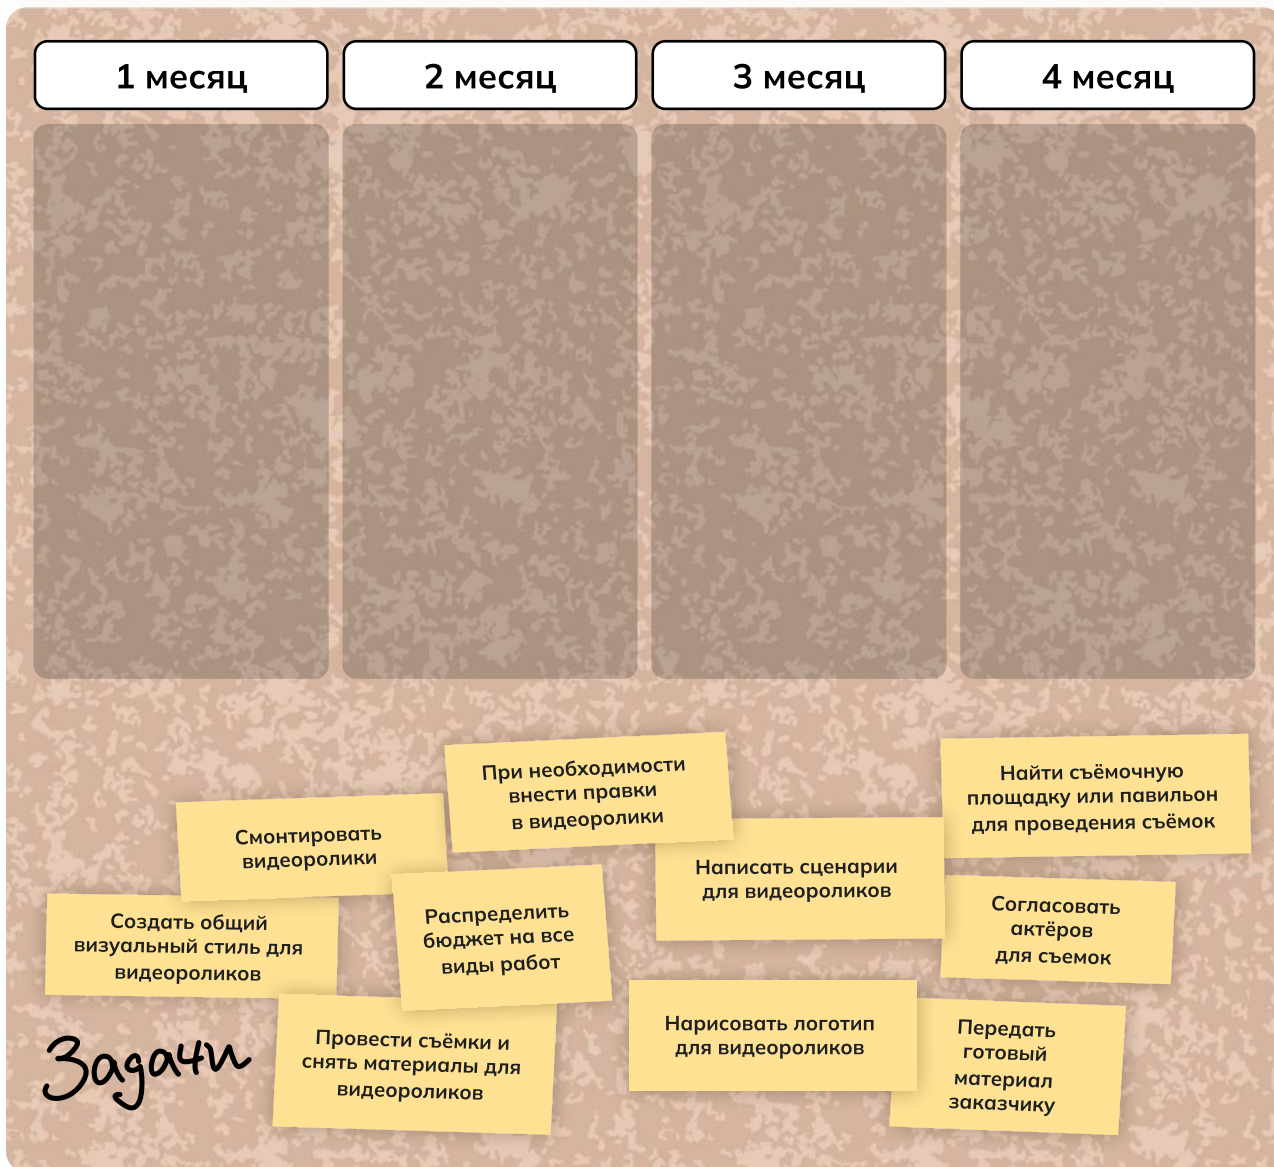 1 месяц
2 месяц
3 месяц
4 месяц
При необходимости
внести правки
в видеоролики
Найти съёмочную
площадку или павильон
для проведения съёмок
Смонтировать
видеоролики
Написать сценарии
для видеороликов
Создать общий
визуальный стиль для
видеороликов
Распределить
бюджет на все
виды работ
Согласовать
актёров
для съемок
Провести съёмки и
снять материалы для
видеороликов
Нарисовать логотип
для видеороликов
Передать
готовый
материал
заказчику
Задачи